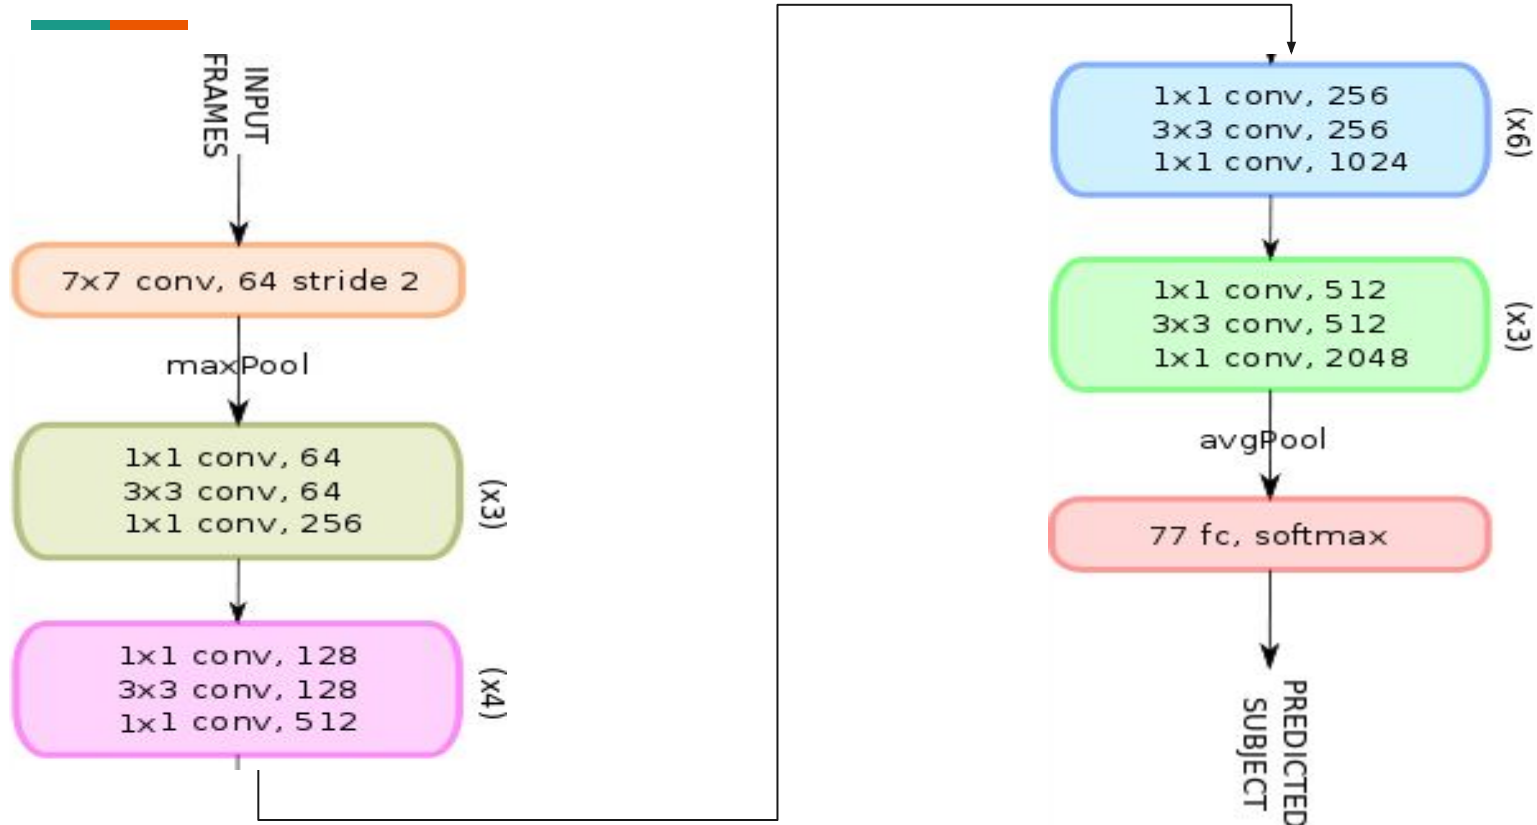 INPUT
FRAMES
7x7 conv, 64 stride 2
maxPool
1x1 conv, 64
3x3 conv, 64
1x1 conv, 256
(x3)
1x1 conv, 128
3x3 conv, 128
1x1 conv, 512
(x4)
1x1 conv, 256
3x3 conv, 256
1x1 conv, 1024
(x6)
1x1 conv, 512
3x3 conv, 512
1x1 conv, 2048
(x3)
avgPool
77 fc, softmax
PREDICTED
SUBJECT